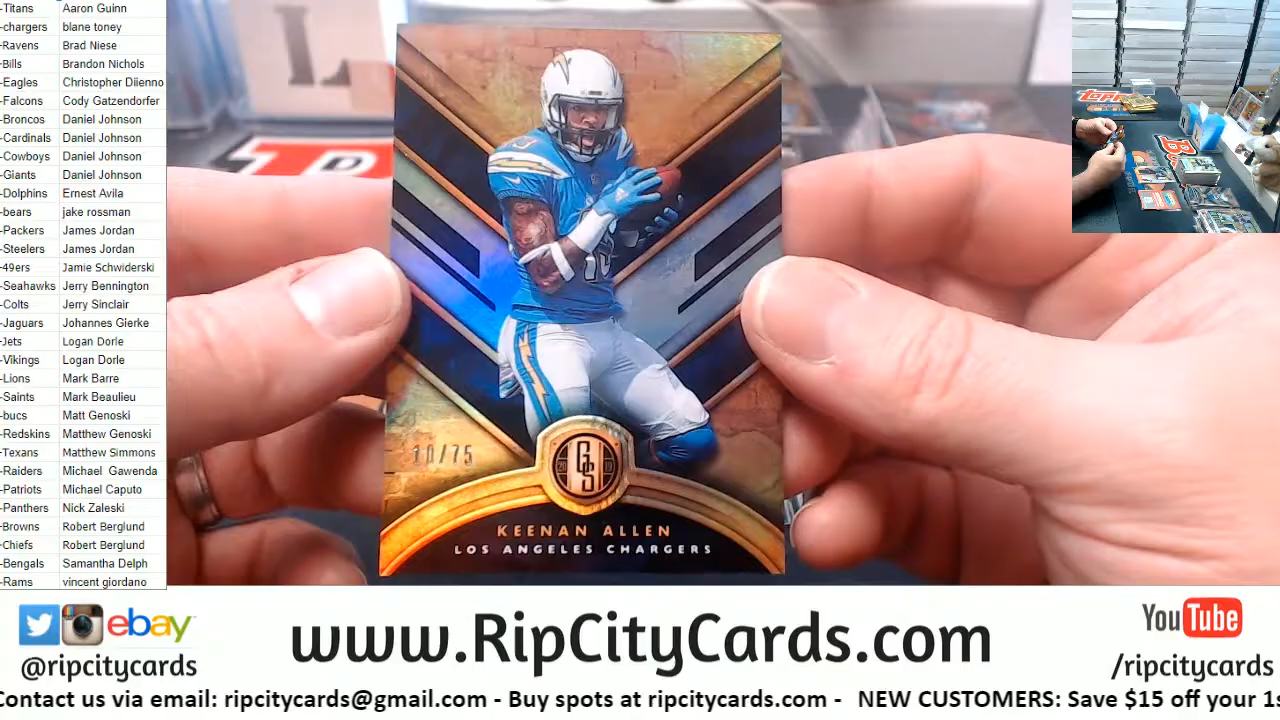 -Titans Aaron Guinn
-chargers blane toney
-Ravens Brad Niese
-Bills Brandon Nichols
-Eagles Christopher Diienno
-Falcons Cody Gatzendorfer
-Broncos Daniel Johnson
-Cardinals Daniel Johnson
-Cowboys Daniel Johnson
-Giants Daniel Johnson
-Dolphins Ernest Avila
-bears jake rossman
-Packers James Jordan
-Steelers James Jordan
-49ers Jamie Schwiderski
-Seahawks Jerry Bennington
-Colts Jerry Sinclair
-Jaguars Johannes Gierke
-Jets Logan Dorle
-Vikings Logan Dorle
-Lions Mark Barre
-Saints Mark Beaulieu
-bucs Matt Genoski
-Redskins Matthew Genoski
-Texans Matthew Simmons
-Raiders Michael Gawenda
-Patriots Michael Caputo
-Panthers Nick Zaleski
-Browns Robert Berglund
-Chiefs Robert Berglund
-Bengals Samantha Delph
-Rams vincent giordano
L
TOPPS
10/75
20 GS 19
KEENAN ALLEN
LOS ANGELES CHARGERS
ebay
@ripcitycards
www.RipCityCards.com
YouTube
/ripcitycards
Contact us via email: ripcitycards@gmail.com - Buy spots at ripcitycards.com - NEW CUSTOMERS: Save $15 off your 1s